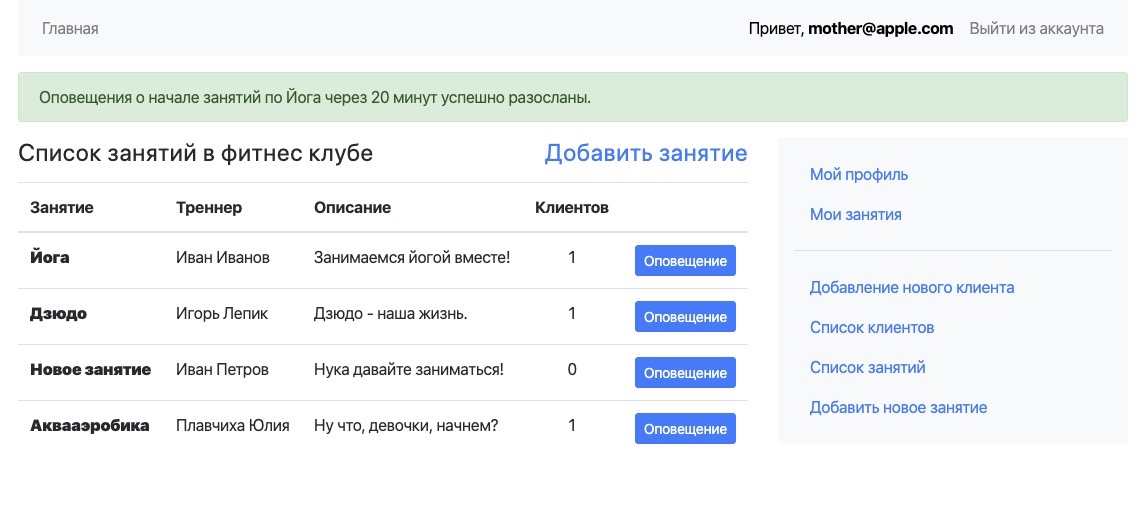 Главная Привет, mother@apple.com Выйти из аккаунта
Оповещения о начале занятий по Йога через 20 минут успешно разосланы.
Список занятий в фитнес клубе Добавить занятие
Занятие Треннер Описание Клиентов
Йога Иван Иванов Занимаемся йогой вместе! 1 Оповещение
Дзюдо Игорь Лепик Дзюдо - наша жизнь. 1 Оповещение
Новое занятие Иван Петров Нука давайте заниматься! 0 Оповещение
Аквааэробика Плавчиха Юлия Ну что, девочки, начнем? 1 Оповещение
Мой профиль
Мои занятия
Добавление нового клиента
Список клиентов
Список занятий
Добавить новое занятие